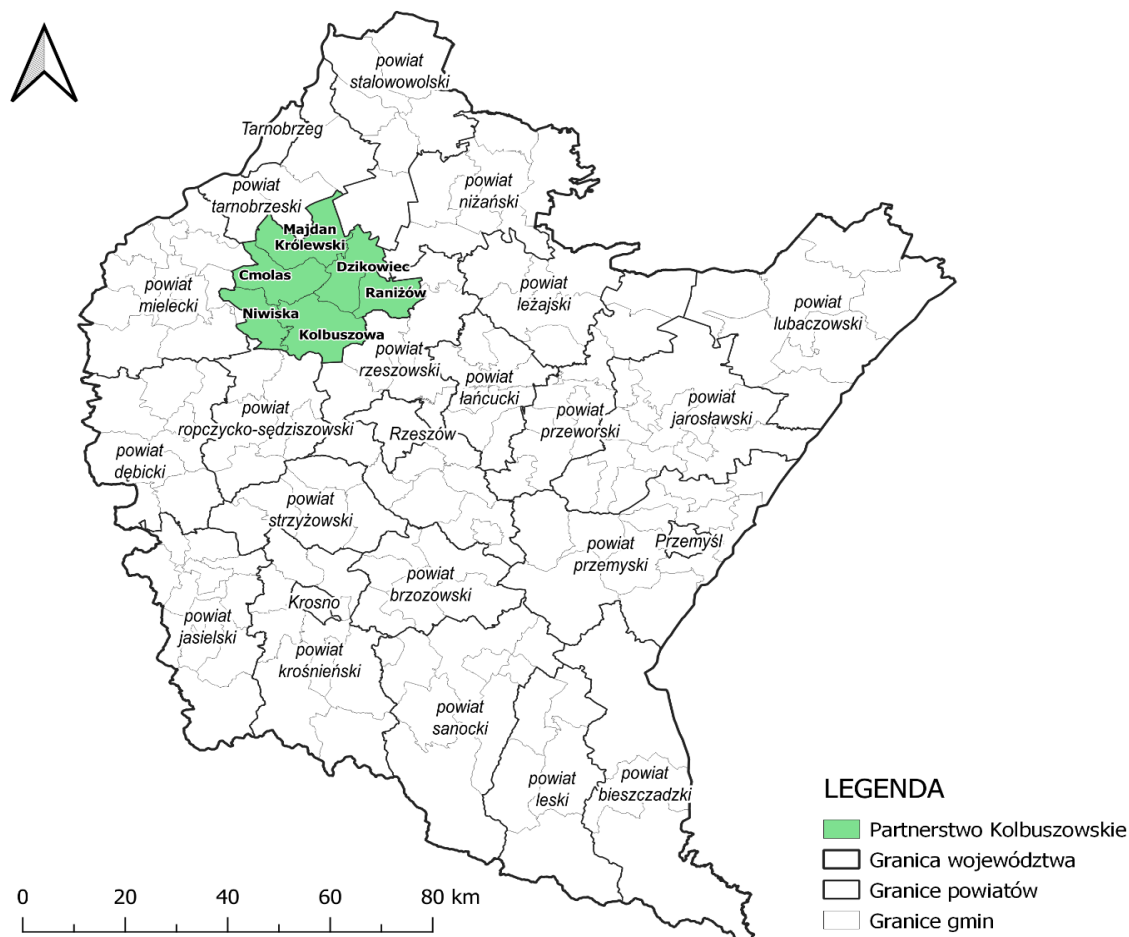 powiat
stalowowolski
Tarnobrzeg
powiat
tarnobrzeski
powiat
niżański
Majdan
Królewski
Dzikowiec
Cmolas
Raniżów
powiat
mielecki
Niwiska
Kolbuszowa
powiat
leżajski
powiat
lubaczowski
powiat
rzeszowski
powiat
łańcucki
powiat
ropczycko-sędziszowski
Rzeszów
powiat
przeworski
powiat
jarosławski
powiat
dębicki
powiat
strzyżowski
powiat
przemyski
Przemyśl
powiat
brzozowski
Krosno
powiat
jasielski
powiat
krośnieński
powiat
sanocki
powiat
leski
powiat
bieszczadzki
LEGENDA
Partnerstwo Kolbuszowskie
Granica województwa
Granice powiatów
Granice gmin
0 20 40 60 80 km